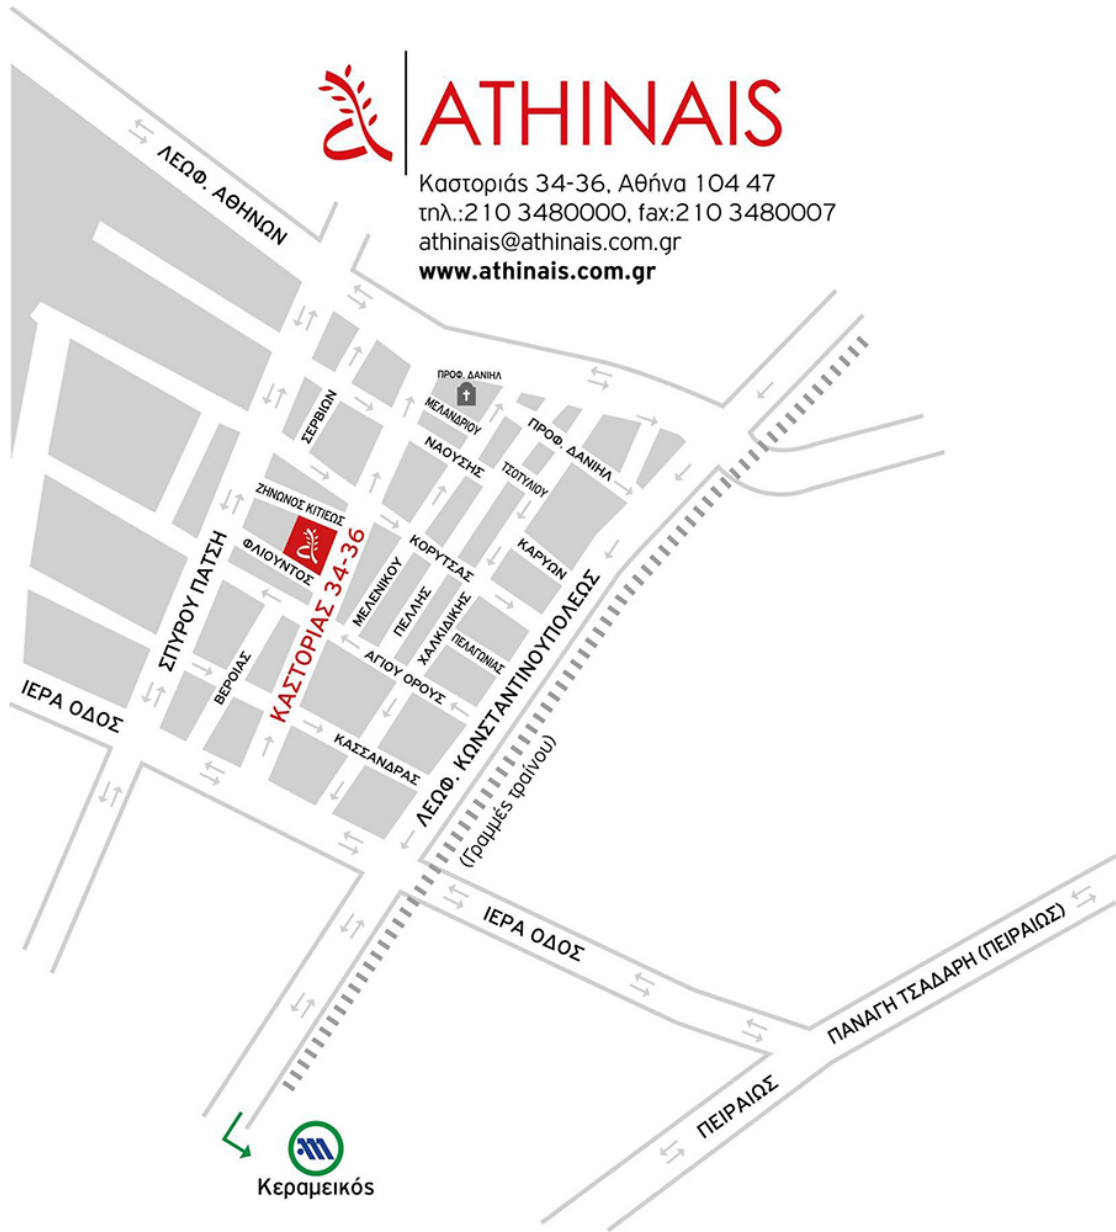 ATHINAIS
Καστοριάς 34-36, Αθήνα 104 47
τηλ.:210 3480000, fax:210 3480007
athinais@athinais.com.gr
www.athinais.com.gr
ΛΕΩΦ. ΑΘΗΝΩΝ
ΠΡΟΦ. ΔΑΝΙΗΛ
ΜΕΛΑΝΔΡΙΟΥ
ΣΕΡΒΙΩΝ
ΝΑΟΥΣΗΣ
ΠΡΟΦ. ΔΑΝΙΗΛ
ΤΣΟΤΥΛΙΟΥ
ΖΗΝΩΝΟΣ ΚΙΤΙΕΩΣ
ΦΛΙΟΥΝΤΟΣ
ΚΑΣΤΟΡΙΑΣ 34-36
ΚΟΡΥΤΣΑΣ
ΚΑΡΥΩΝ
ΣΠΥΡΟΥ ΠΑΤΣΗ
ΜΕΛΕΝΙΚΟΥ
ΠΕΛΛΗΣ
ΧΑΛΚΙΔΙΚΗΣ
ΠΕΛΑΓΩΝΙΑΣ
ΑΓΙΟΥ ΟΡΟΥΣ
ΒΕΡΟΙΑΣ
ΛΕΩΦ. ΚΩΝΣΤΑΝΤΙΝΟΥΠΟΛΕΩΣ
ΙΕΡΑ ΟΔΟΣ
ΚΑΣΣΑΝΔΡΑΣ
(Γραμμές τραίνου)
ΙΕΡΑ ΟΔΟΣ
ΠΑΝΑΓΗ ΤΣΑΔΑΡΗ (ΠΕΙΡΑΙΩΣ)
ΠΕΙΡΑΙΩΣ
Κεραμεικός